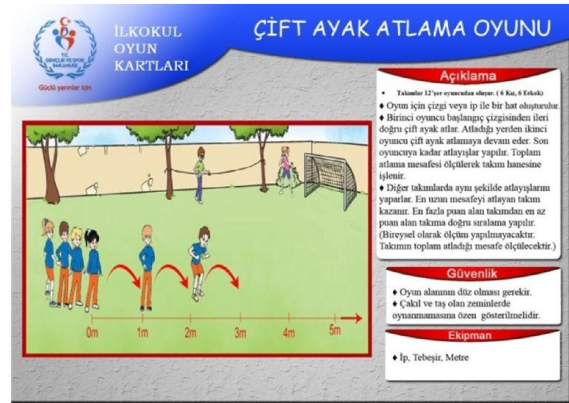 T.C.
GENÇLİK VE SPOR
BAKANLIĞI
Güçlü yarınlar için
İLKOKUL
OYUN
KARTLARI
ÇİFT AYAK ATLAMA OYUNU
Açıklama
• Takımlar 12'şer oyuncudan oluşur. ( 6 Kız, 6 Erkek)
♦ Oyun için çizgi veya ip ile bir hat oluşturulur.
♦ Birinci oyuncu başlangıç çizgisinden ileri
doğru çift ayak atlar. Atladığı yerden ikinci
oyuncu çift ayak atlamaya devam eder. Son
oyuncuya kadar atlayışlar yapılır. Toplam
atlama mesafesi ölçülerek takım hanesine
işlenir.
♦ Diğer takımlarda aynı şekilde atlayışlarını
yaparlar. En uzun mesafeyi atlayan takım
kazanır. En fazla puan alan takımdan en az
puan alan takıma doğru sıralama yapılır.
(Bireysel olarak ölçüm yapılmayacaktır.
Takımın toplam atladığı mesafe ölçülecektir.)
Güvenlik
♦ Oyun alanının düz olması gerekir.
♦ Çakıl ve taş olan zeminlerde
oynanmamasına özen gösterilmelidir.
Ekipman
♦ İp, Tebeşir, Metre
0m 1m 2m 3m 4m 5m